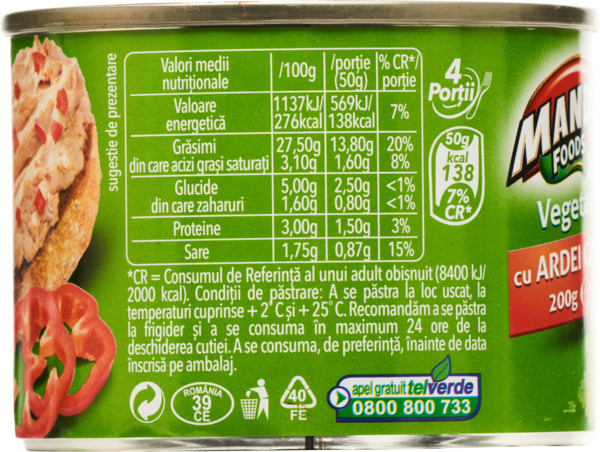 sugestie de prezentare
Valori medii nutriționale /100g /porție (50g) % CR*/ porție
Valoare energetică 1137kJ/ 276kcal 569kJ/ 138kcal 7%
Grăsimi 27,50g 13,80g 20%
din care acizi grași saturați 3,10g 1,60g 8%
Glucide 5,00g 2,50g <1%
din care zaharuri 1,60g 0,80g <1%
Proteine 3,00g 1,50g 3%
Sare 1,75g 0,87g 15%
*CR = Consumul de Referință al unui adult obișnuit (8400 kJ/
2000 kcal). Condiții de păstrare: A se păstra la loc uscat, la
temperaturi cuprinse + 2°C și + 25°C. Recomandăm a se păstra
la frigider și a se consuma în maximum 24 ore de la
deschiderea cutiei. A se consuma, de preferință, înainte de data
înscrisă pe ambalaj.
4
Porții
50g
kcal
138
7%
CR*
MAN
FOODS
Veget
cu ARDEI
200g
ROMÂNIA
39
CE
40
FE
apel gratuit telverde
0800 800 733